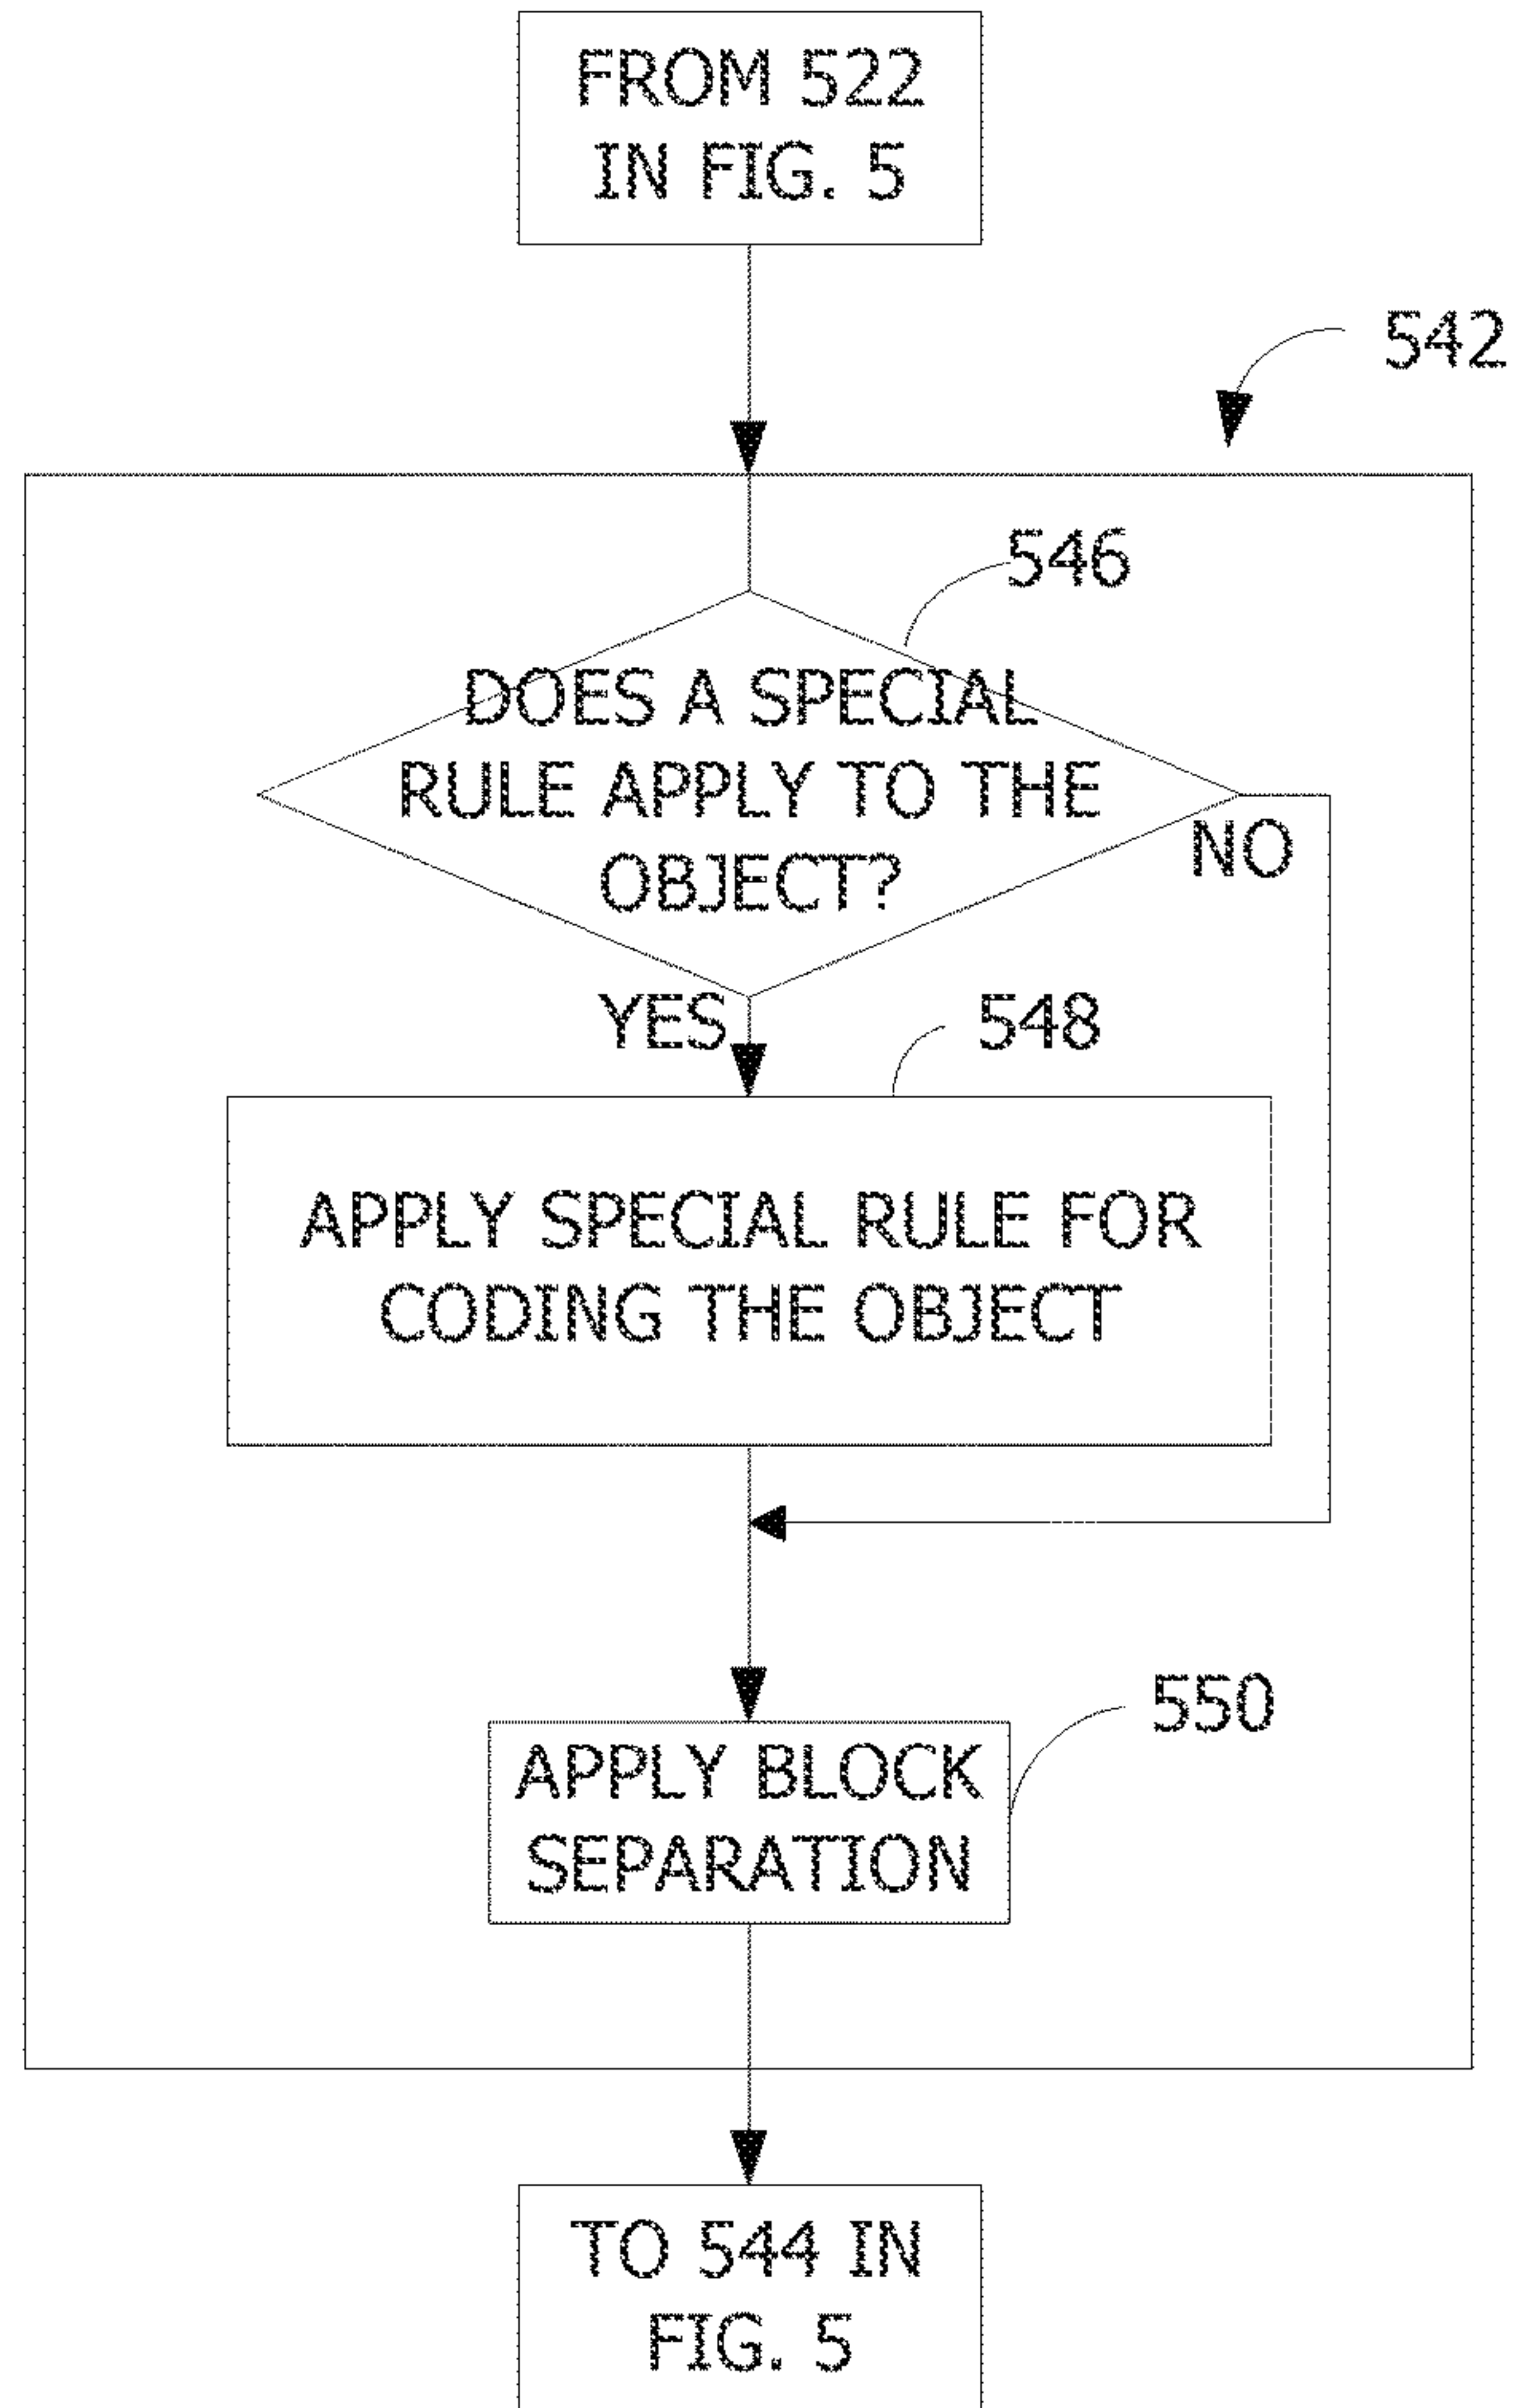 FROM 522
IN FIG. 5
542
546
DOES A SPECIAL
RULE APPLY TO THE
OBJECT?
NO
YES
548
APPLY SPECIAL RULE FOR
CODING THE OBJECT
550
APPLY BLOCK
SEPARATION
TO 544 IN
FIG. 5